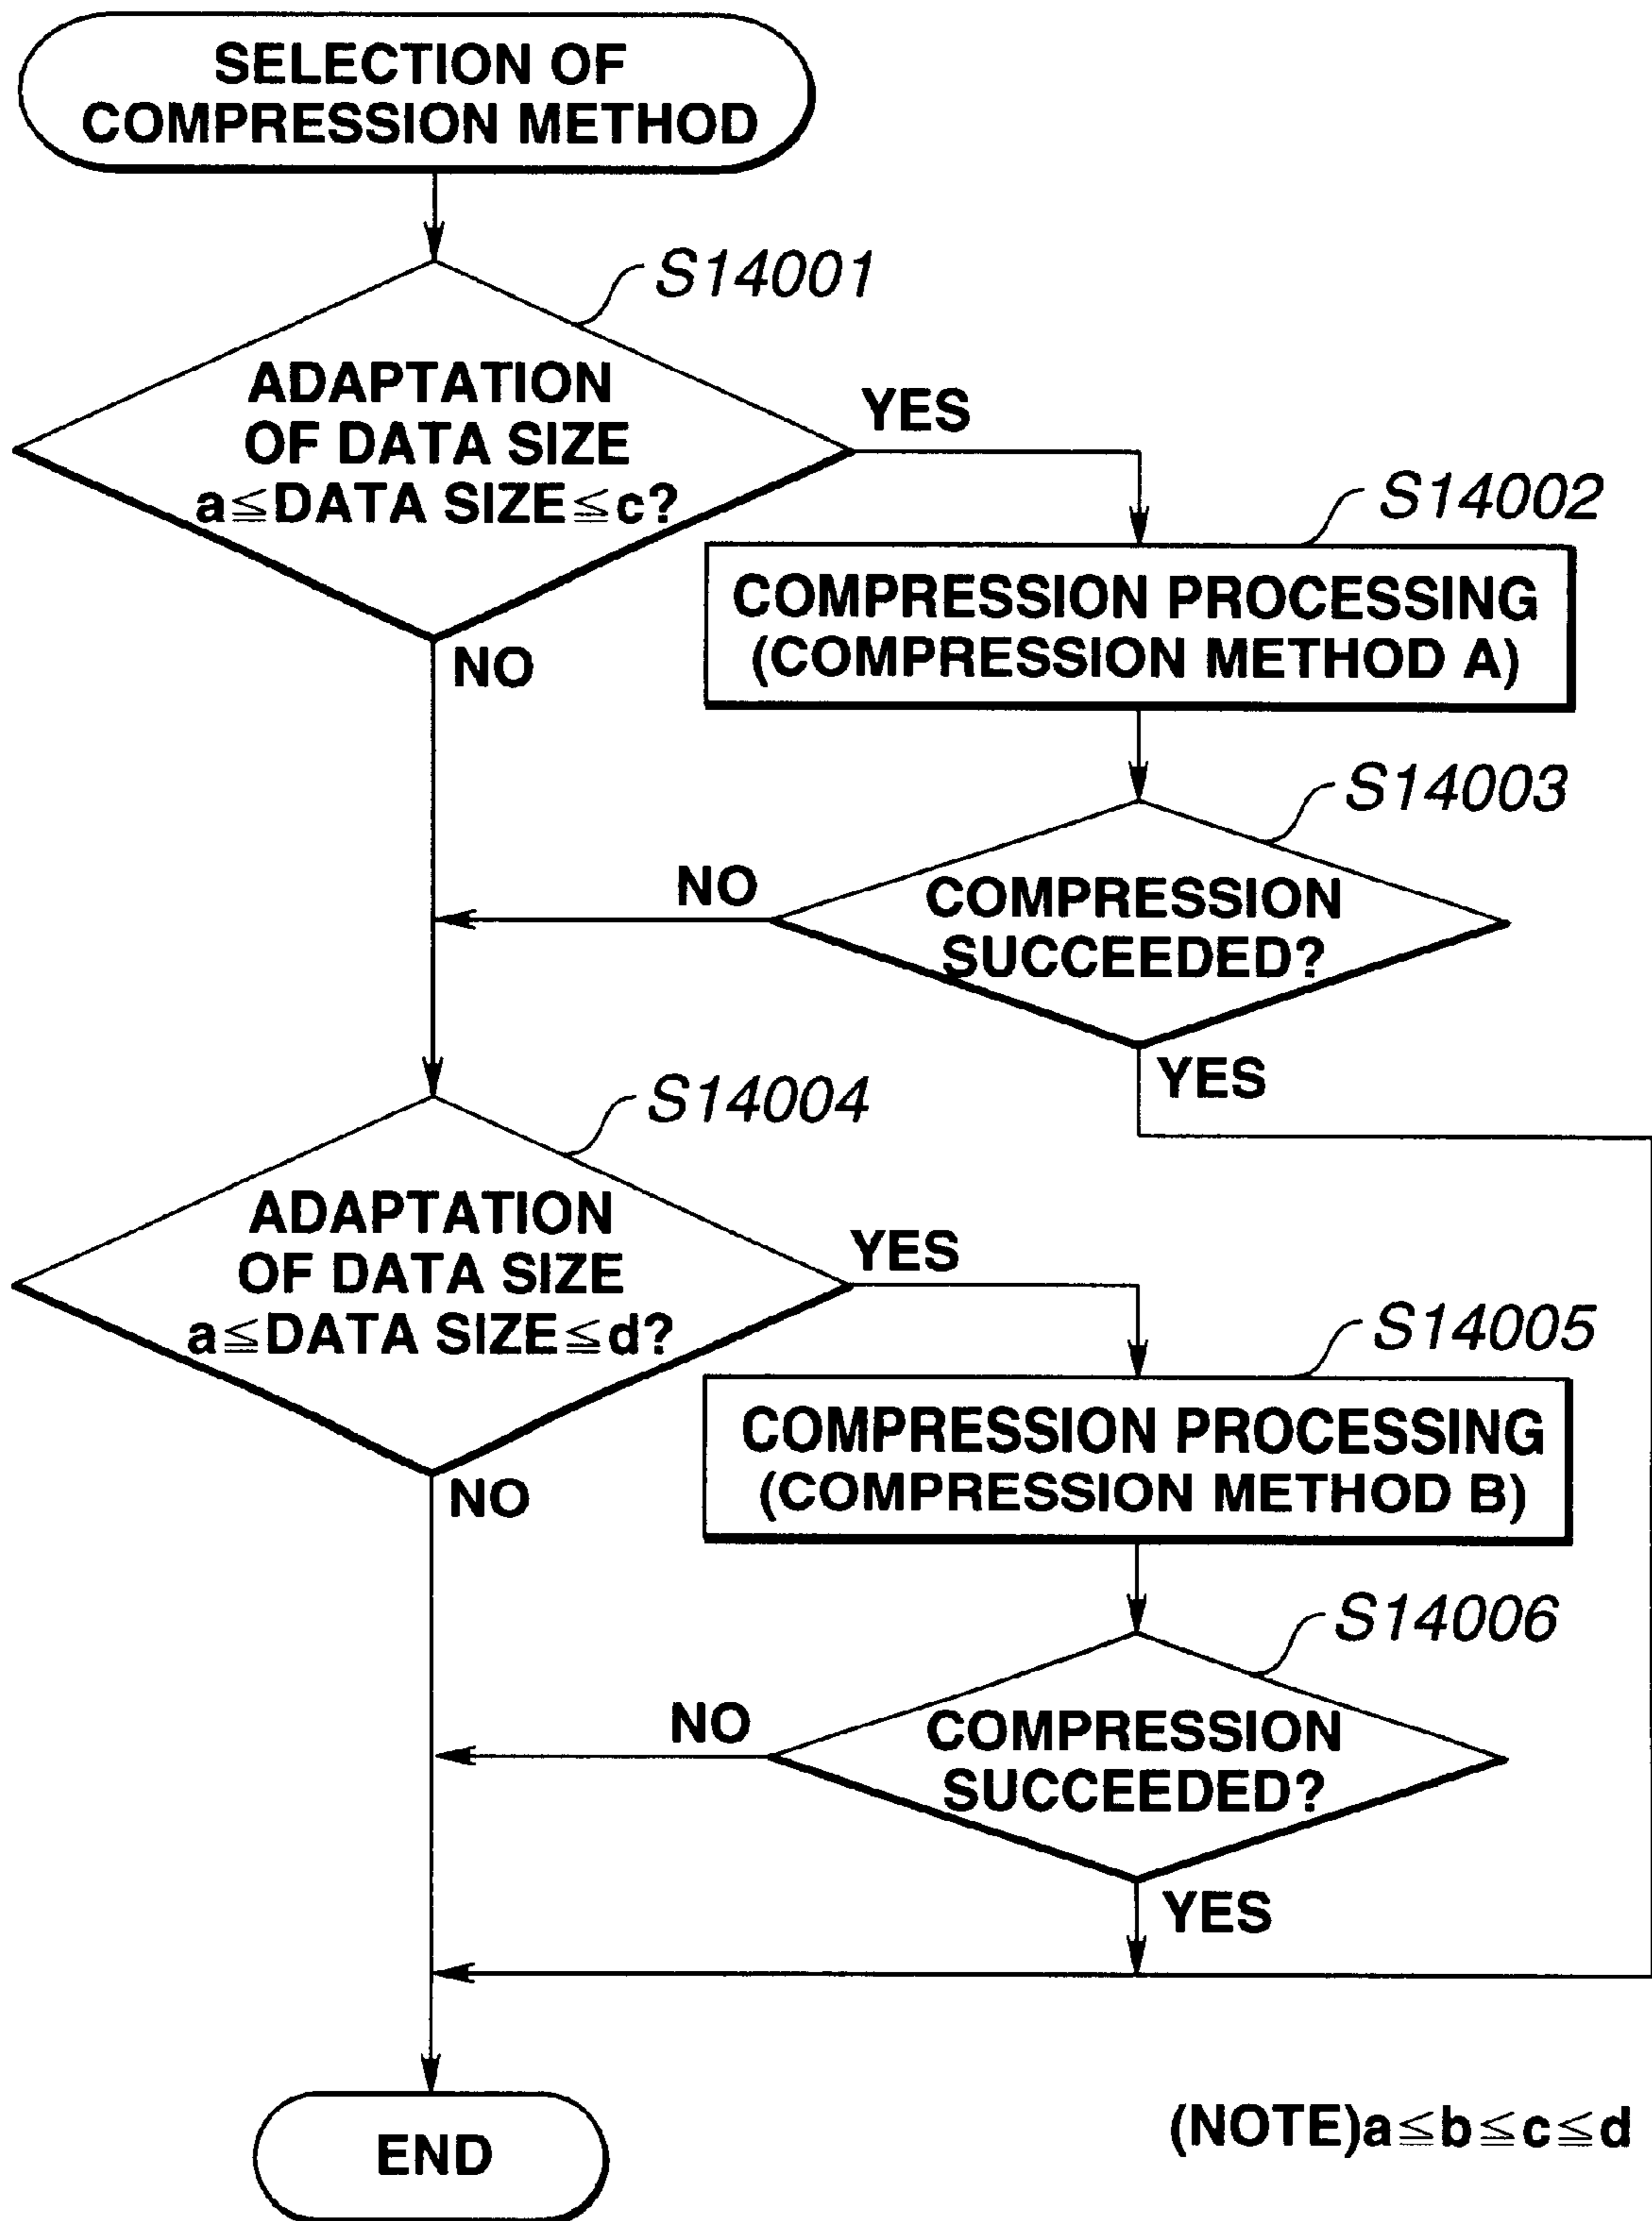 SELECTION OF
COMPRESSION METHOD
S14001
ADAPTATION
OF DATA SIZE
a≦DATA SIZE≦c?
YES
NO
S14002
COMPRESSION PROCESSING
(COMPRESSION METHOD A)
S14003
COMPRESSION
SUCCEEDED?
NO
YES
S14004
ADAPTATION
OF DATA SIZE
a≦DATA SIZE≦d?
YES
NO
S14005
COMPRESSION PROCESSING
(COMPRESSION METHOD B)
S14006
COMPRESSION
SUCCEEDED?
NO
YES
END
(NOTE)a≦b≦c≦d